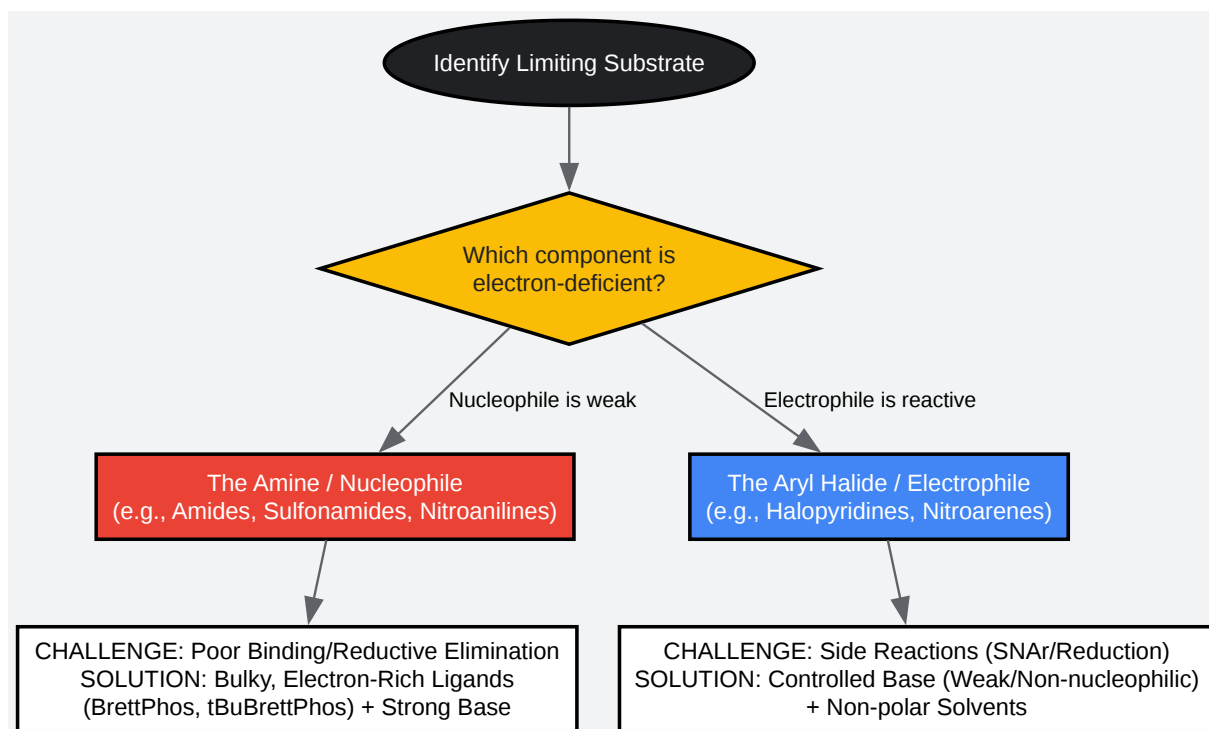 Identify Limiting Substrate
Which component is
electron-deficient?
Nucleophile is weak
Electrophile is reactive
The Amine / Nucleophile
(e.g., Amides, Sulfonamides, Nitroanilines)
The Aryl Halide / Electrophile
(e.g., Halopyridines, Nitroarenes)
CHALLENGE: Poor Binding/Reductive Elimination
SOLUTION: Bulky, Electron-Rich Ligands
(BrettPhos, tBuBrettPhos) + Strong Base
CHALLENGE: Side Reactions (SNAr/Reduction)
SOLUTION: Controlled Base (Weak/Non-nucleophilic)
+ Non-polar Solvents